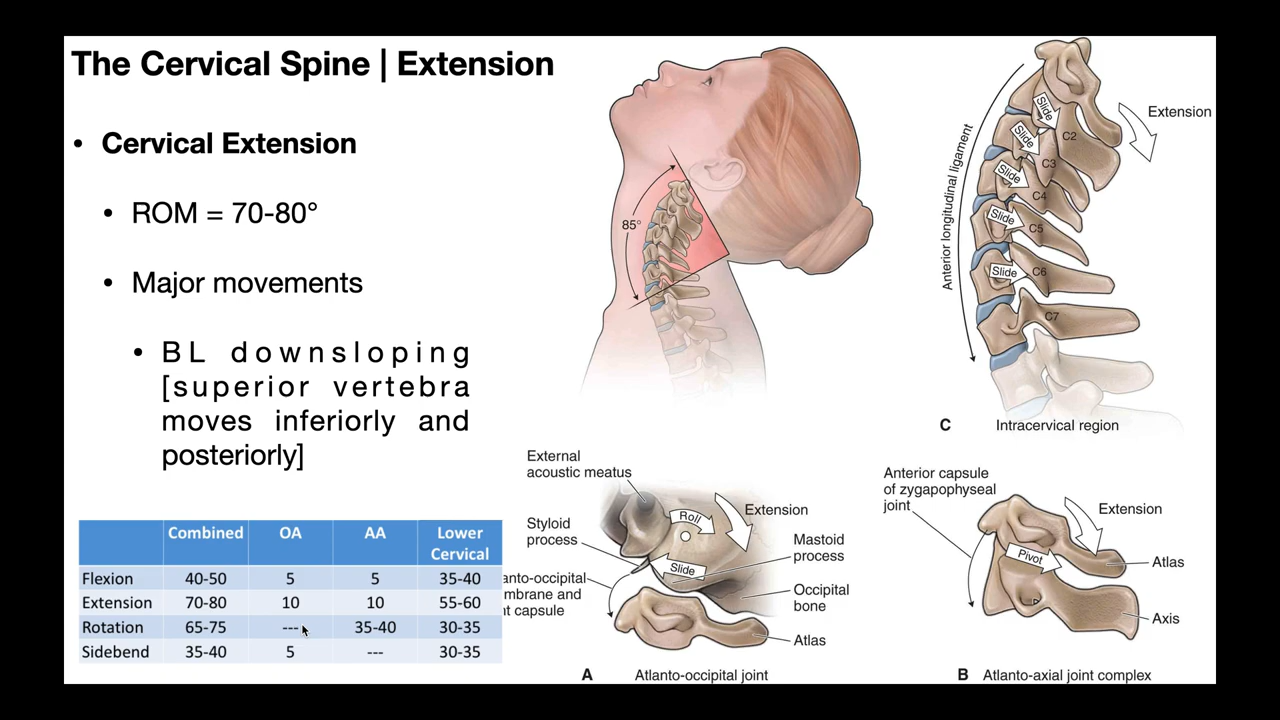 The Cervical Spine | Extension
• Cervical Extension
• ROM = 70-80°
• Major movements
• BL downsloping
[superior vertebra
moves inferiorly and
posteriorly]
Combined OA AA Lower
Cervical
Flexion 40-50 5 5 35-40
Extension 70-80 10 10 55-60
Rotation 65-75 --- 35-40 30-35
Sidebend 35-40 5 --- 30-35
85°
Anterior longitudinal ligament
Slide
Slide
Slide
Slide
Slide
C2
C3
C4
C5
C6
C7
Extension
C Intracervical region
External
acoustic meatus
Styloid
process
anto-occipital
mbrane and
nt capsule
Roll
Slide
Extension
Mastoid
process
Occipital
bone
Atlas
A Atlanto-occipital joint
Anterior capsule
of zygapophyseal
joint
Pivot
Extension
Atlas
Axis
B Atlanto-axial joint complex